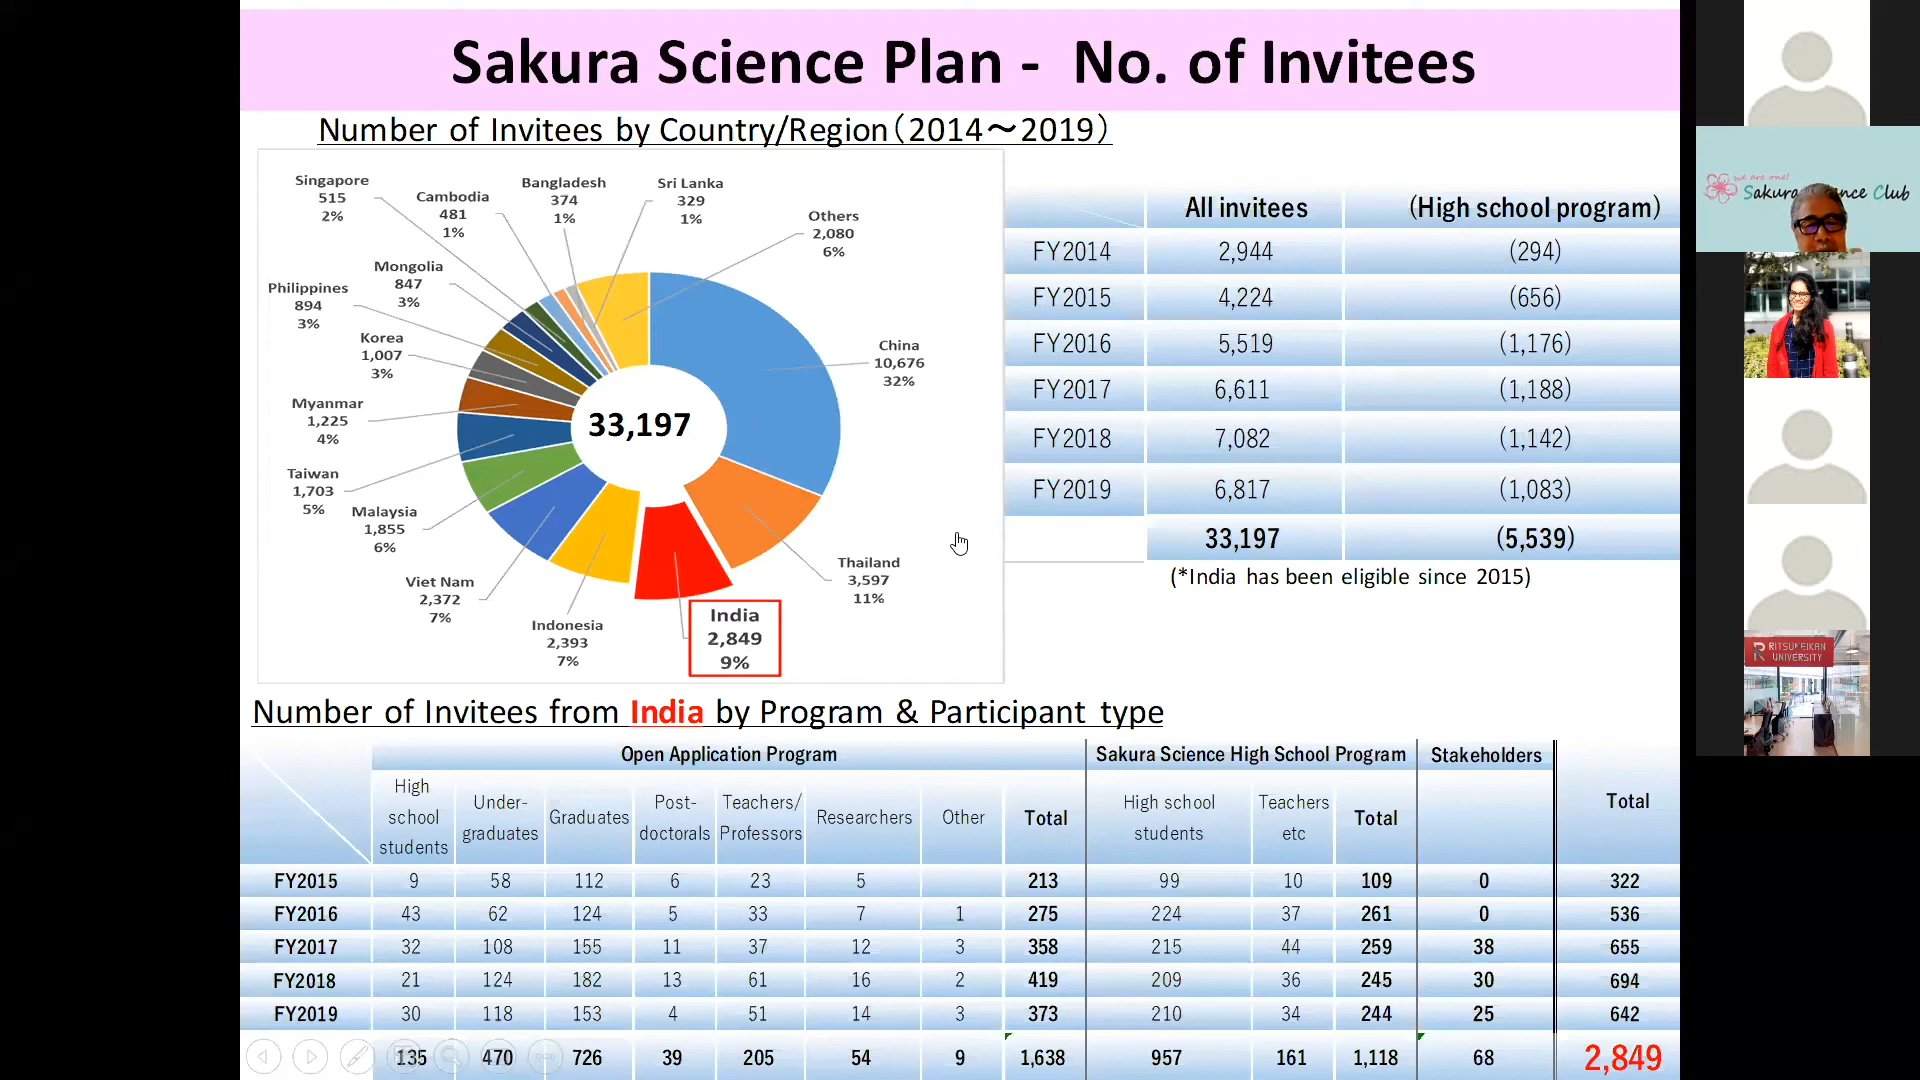 Sakura Science Plan - No. of Invitees
Number of Invitees by Country/Region(2014～2019)
Singapore
515
2%
Cambodia
481
1%
Bangladesh
374
1%
Sri Lanka
329
1%
Others
2,080
6%
Mongolia
847
3%
Philippines
894
3%
Korea
1,007
3%
China
10,676
32%
33,197
Myanmar
1,225
4%
Taiwan
1,703
5%
Malaysia
1,855
6%
Viet Nam
2,372
7%
Indonesia
2,393
7%
India
2,849
9%
Thailand
3,597
11%
All invitees (High school program)
FY2014 2,944 (294)
FY2015 4,224 (656)
FY2016 5,519 (1,176)
FY2017 6,611 (1,188)
FY2018 7,082 (1,142)
FY2019 6,817 (1,083)
33,197 (5,539)
(*India has been eligible since 2015)
Number of Invitees from India by Program & Participant type
Open Application Program Sakura Science High School Program Stakeholders Total
High school students Under-graduates Graduates Post-doctorals Teachers/Professors Researchers Other Total High school students Teachers etc Total
FY2015 9 58 112 6 23 5 213 99 10 109 0 322
FY2016 43 62 124 5 33 7 1 275 224 37 261 0 536
FY2017 32 108 155 11 37 12 3 358 215 44 259 38 655
FY2018 21 124 182 13 61 16 2 419 209 36 245 30 694
FY2019 30 118 153 4 51 14 3 373 210 34 244 25 642
135 470 726 39 205 54 9 1,638 957 161 1,118 68 2,849
we are one!
Sakura nce Club
RITSUMEIKAN
UNIVERSITY